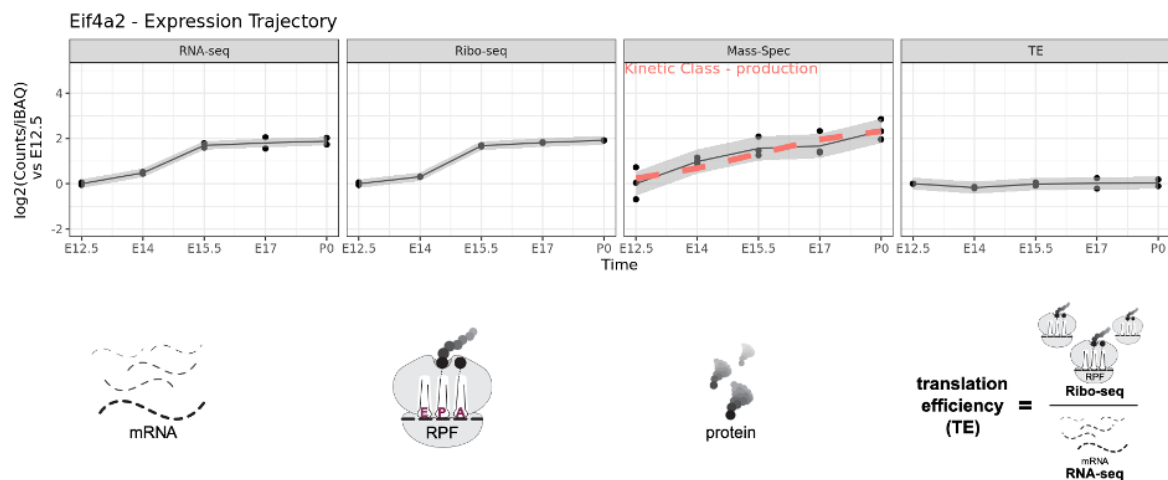 Eif4a2 - Expression Trajectory
RNA-seq
Ribo-seq
Mass-Spec
TE
Kinetic Class - production
log2(Counts/iBAQ)
vs E12.5
4
2
0
-2
E12.5 E14 E15.5 E17 P0
E12.5 E14 E15.5 E17 P0
E12.5 E14 E15.5 E17 P0
E12.5 E14 E15.5 E17 P0
Time
mRNA
E P A
RPF
protein
translation
efficiency
(TE)
=
RPF
Ribo-seq
mRNA
RNA-seq